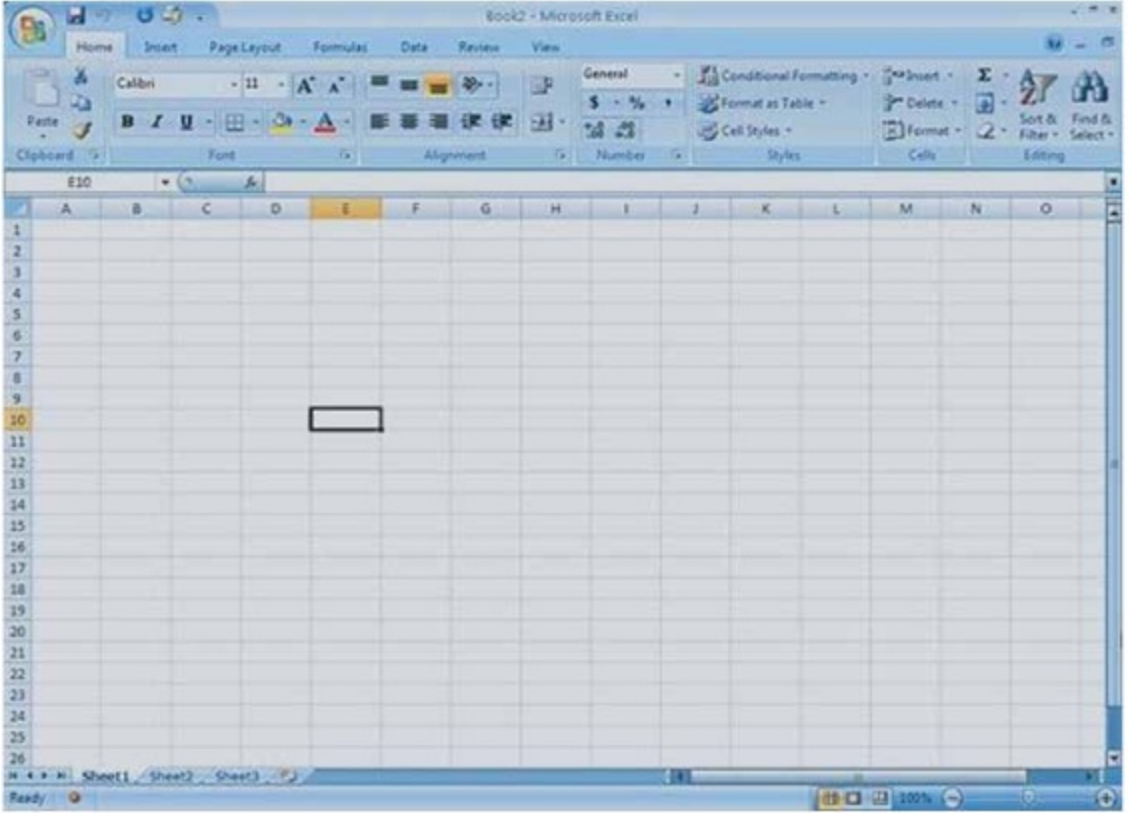 Book2 - Microsoft Excel
Home Insert Page Layout Formulas Data Review View
Calibri 11 A A General Conditional Formatting Insert Σ
Paste $ % , Format as Table Delete Sort & Find &
B I U A Cell Styles Format Filter Select
Clipboard Font Alignment Number Styles Cells Editing
E10 fx
A B C D E F G H I J K L M N O
1
2
3
4
5
6
7
8
9
10
11
12
13
14
15
16
17
18
19
20
21
22
23
24
25
26
Sheet1 Sheet2 Sheet3
Ready 100%